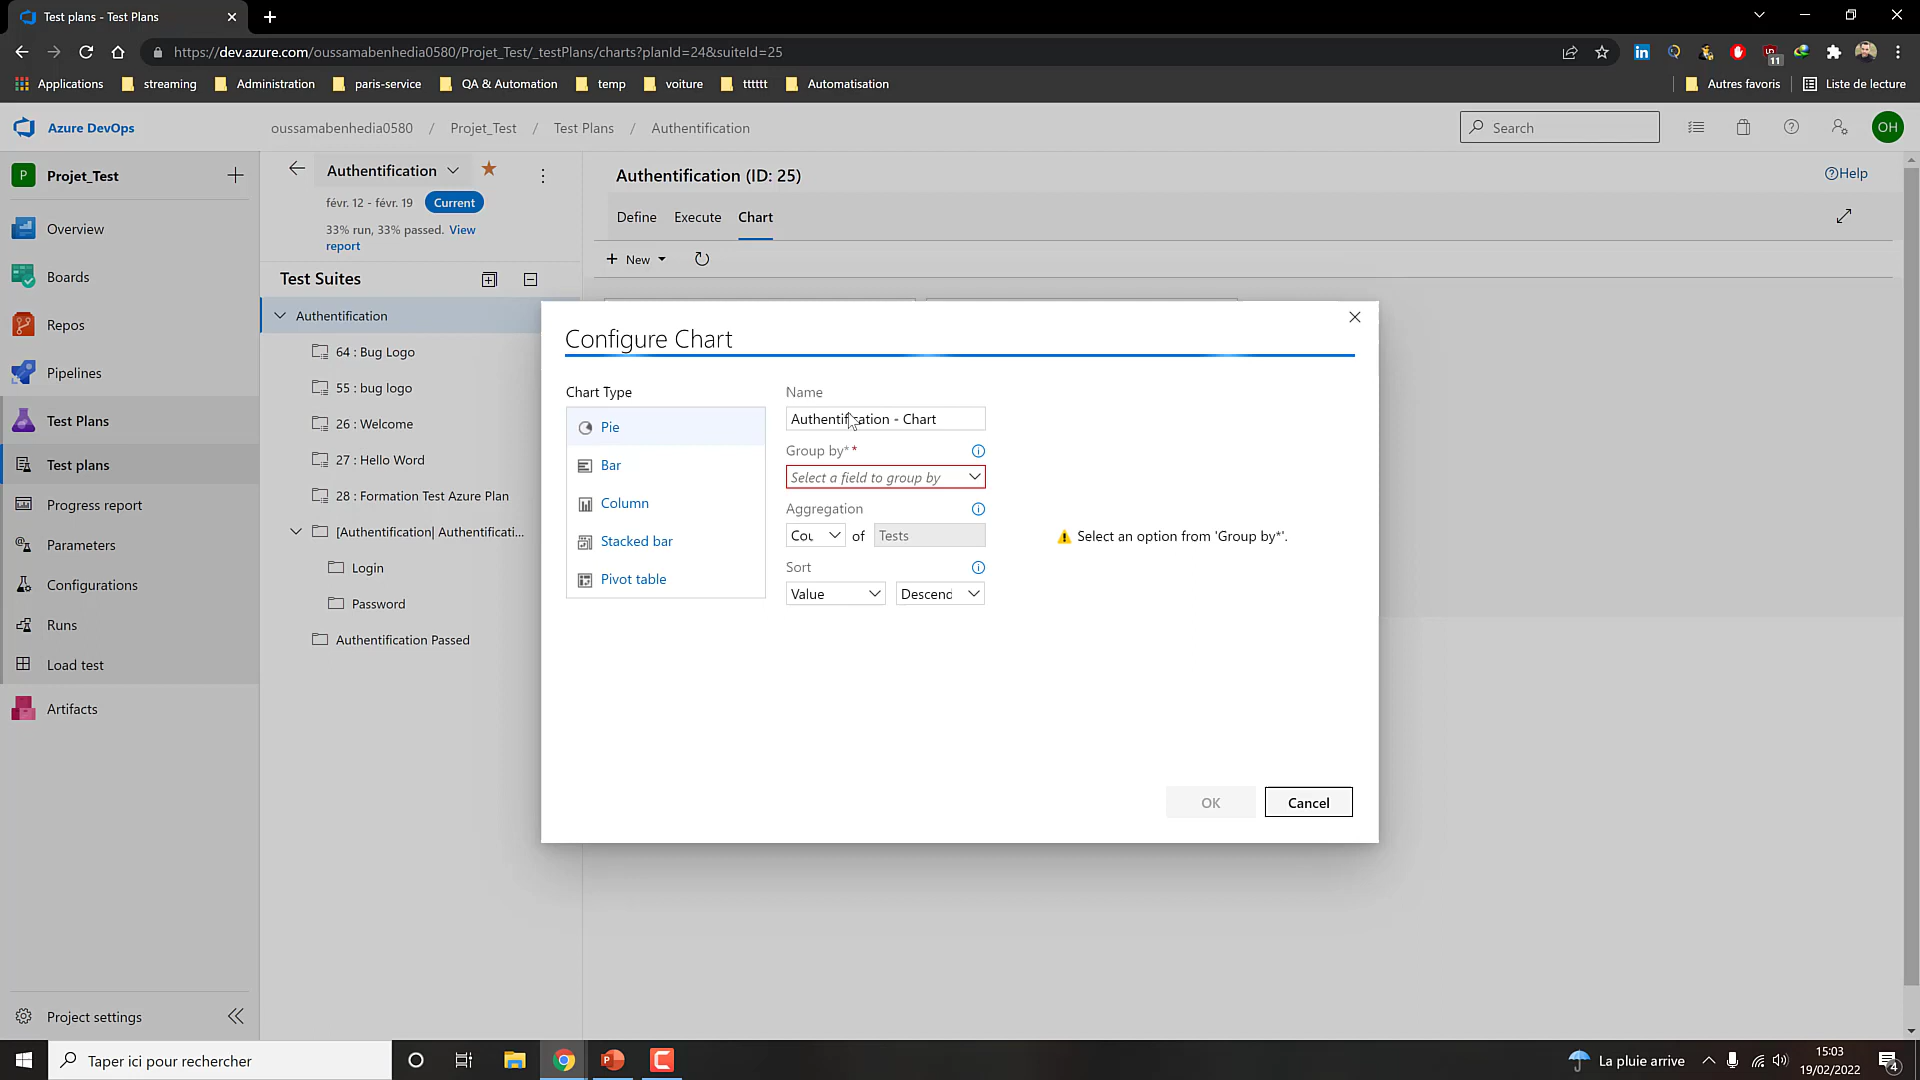 Test plans - Test Plans
https://dev.azure.com/oussamabenhedia0580/Projet_Test/_testPlans/charts?planId=24&suiteId=25
11
Applications
streaming
Administration
paris-service
QA & Automation
temp
voiture
tttttt
Automatisation
Autres favoris
Liste de lecture
Azure DevOps
oussamabenhedia0580 / Projet_Test / Test Plans / Authentification
Search
OH
P
Projet_Test
Overview
Boards
Repos
Pipelines
Test Plans
Test plans
Progress report
Parameters
Configurations
Runs
Load test
Artifacts
Project settings
Authentification
févr. 12 - févr. 19
Current
33% run, 33% passed. View
report
Test Suites
Authentification
64 : Bug Logo
55 : bug logo
26 : Welcome
27 : Hello Word
28 : Formation Test Azure Plan
[Authentification| Authentificati...
Login
Password
Authentification Passed
Authentification (ID: 25)
Help
Define
Execute
Chart
New
Configure Chart
Chart Type
Pie
Bar
Column
Stacked bar
Pivot table
Name
Authentification - Chart
Group by* *
Select a field to group by
Aggregation
Cou
of
Tests
Sort
Value
Descend
Select an option from 'Group by*'.
OK
Cancel
Taper ici pour rechercher
La pluie arrive
15:03
19/02/2022
4